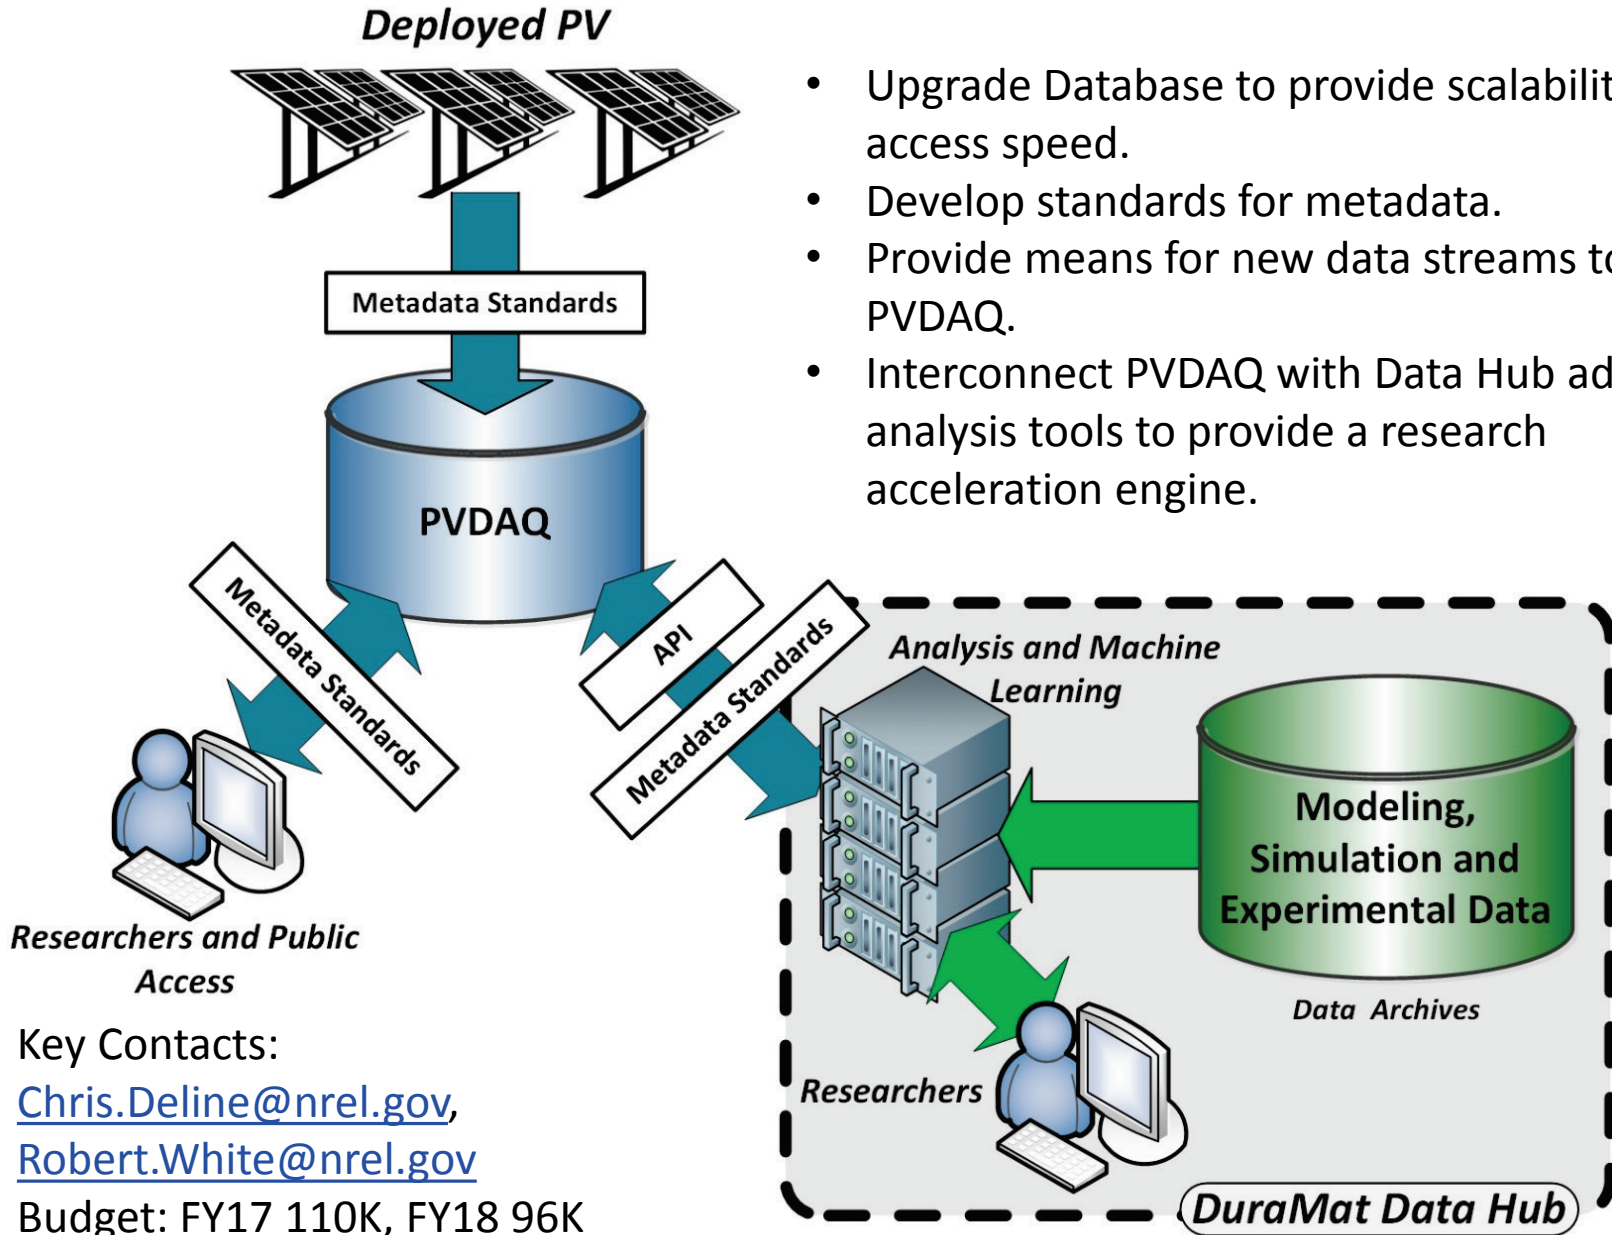 Deployed PV
• Upgrade Database to provide scalabilit
access speed.
• Develop standards for metadata.
• Provide means for new data streams to
PVDAQ.
• Interconnect PVDAQ with Data Hub ad
analysis tools to provide a research
acceleration engine.
Metadata Standards
PVDAQ
Metadata Standards
API
Metadata Standards
Analysis and Machine
Learning
Modeling,
Simulation and
Experimental Data
Data Archives
Researchers
DuraMat Data Hub
Researchers and Public
Access
Key Contacts:
Chris.Deline@nrel.gov,
Robert.White@nrel.gov
Budget: FY17 110K, FY18 96K